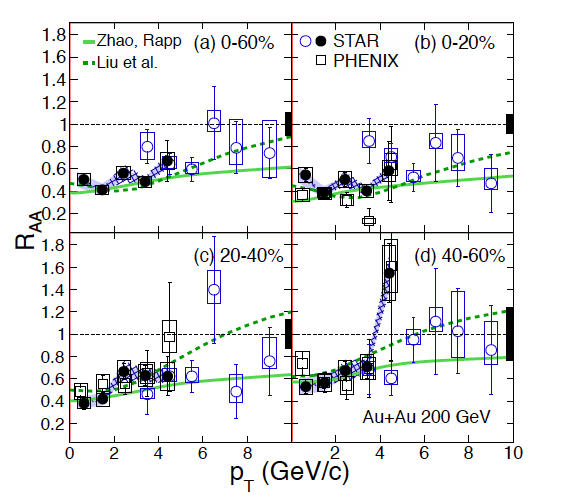 1.8
1.6
1.4
1.2
1
0.8
0.6
0.4
0.2
Zhao, Rapp
Liu et al.
(a) 0-60%
STAR
PHENIX
(b) 0-20%
R_AA
1.8
1.6
1.4
1.2
1
0.8
0.6
0.4
0.2
(c) 20-40%
(d) 40-60%
Au+Au 200 GeV
0 2 4 6 8 0 2 4 6 8 10
p_T (GeV/c)